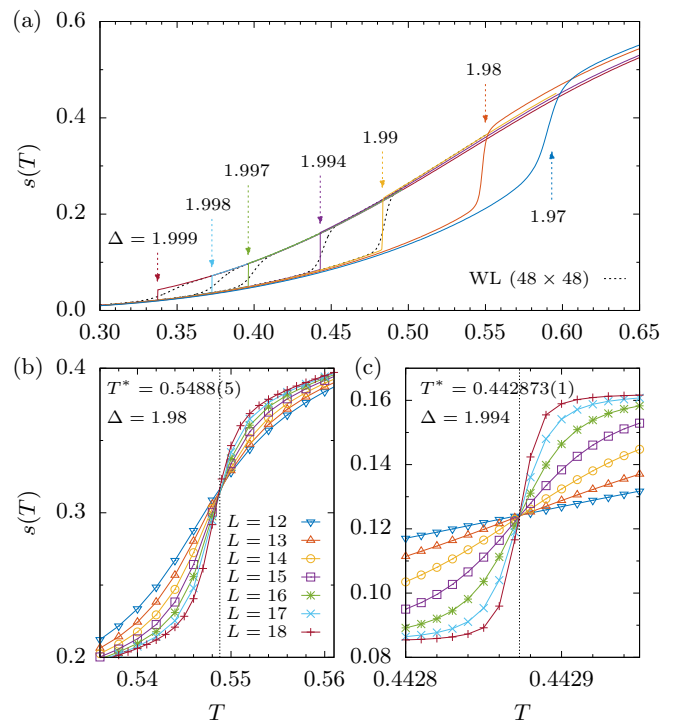 (a)
0.6
0.4
0.2
0.0
s(T)
1.98
1.99
1.994
1.997
1.998
Δ = 1.999
1.97
WL (48 × 48)
0.30 0.35 0.40 0.45 0.50 0.55 0.60 0.65
(b)
0.4
0.3
0.2
s(T)
T* = 0.5488(5)
Δ = 1.98
L = 12
L = 13
L = 14
L = 15
L = 16
L = 17
L = 18
0.54 0.55 0.56
T
(c)
0.16
0.14
0.12
0.10
0.08
T* = 0.442873(1)
Δ = 1.994
0.4428 0.4429
T